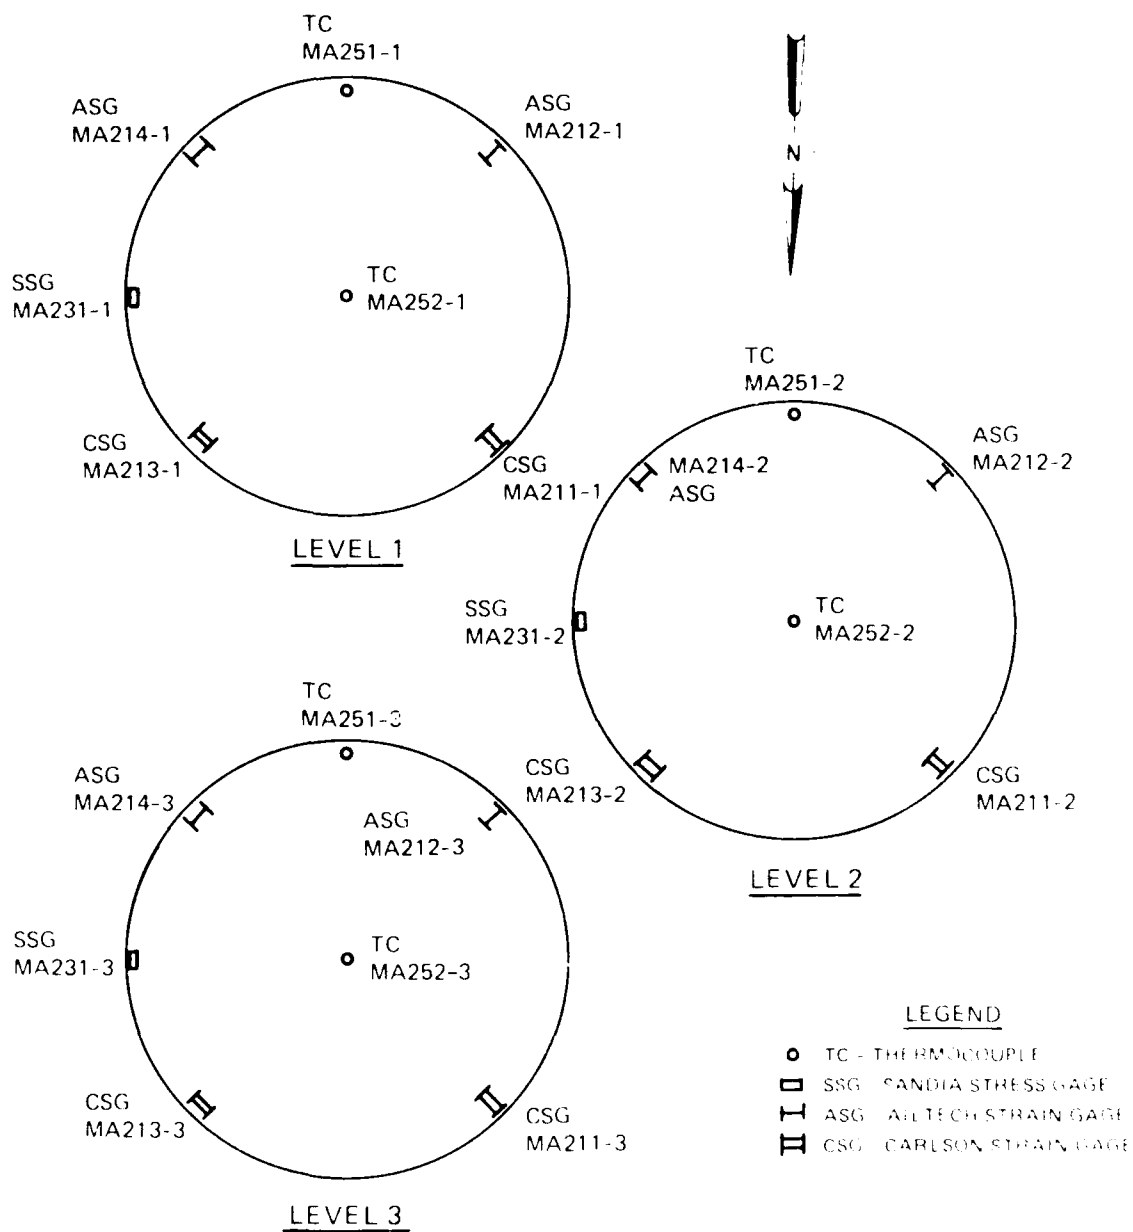 TC
MA251-1
ASG
MA214-1
ASG
MA212-1
N
SSG
MA231-1
TC
MA252-1
CSG
MA213-1
CSG
MA211-1
LEVEL 1
TC
MA251-2
MA214-2
ASG
ASG
MA212-2
SSG
MA231-2
TC
MA252-2
CSG
MA213-2
CSG
MA211-2
LEVEL 2
TC
MA251-3
ASG
MA214-3
ASG
MA212-3
SSG
MA231-3
TC
MA252-3
CSG
MA213-3
CSG
MA211-3
LEVEL 3
LEGEND
TC - THERMOCOUPLE
SSG SANDIA STRESS GAGE
ASG AILTECH STRAIN GAGE
CSG CARLSON STRAIN GAGE